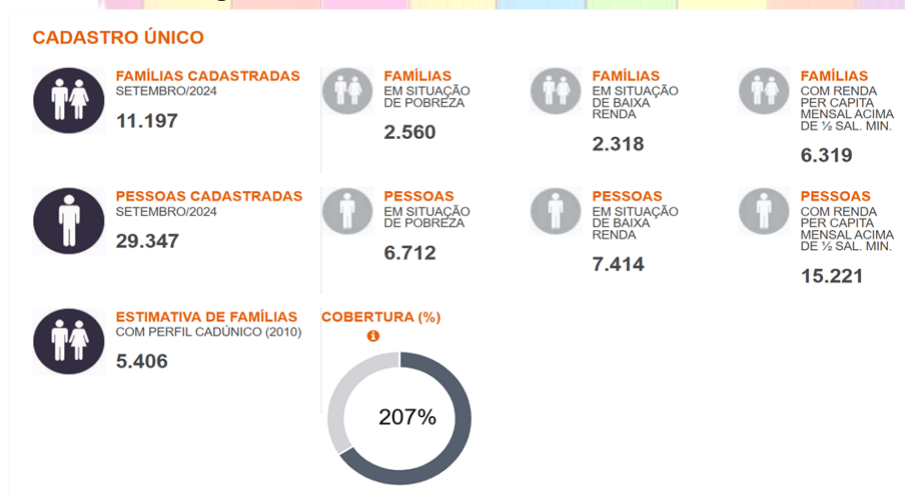 CADASTRO ÚNICO
FAMÍLIAS CADASTRADAS
SETEMBRO/2024
11.197
FAMÍLIAS
EM SITUAÇÃO
DE POBREZA
2.560
FAMÍLIAS
EM SITUAÇÃO
DE BAIXA
RENDA
2.318
FAMÍLIAS
COM RENDA
PER CAPITA
MENSAL ACIMA
DE ½ SAL. MIN.
6.319
PESSOAS CADASTRADAS
SETEMBRO/2024
29.347
PESSOAS
EM SITUAÇÃO
DE POBREZA
6.712
PESSOAS
EM SITUAÇÃO
DE BAIXA
RENDA
7.414
PESSOAS
COM RENDA
PER CAPITA
MENSAL ACIMA
DE ½ SAL. MIN.
15.221
ESTIMATIVA DE FAMÍLIAS
COM PERFIL CADÚNICO (2010)
5.406
COBERTURA (%)
207%